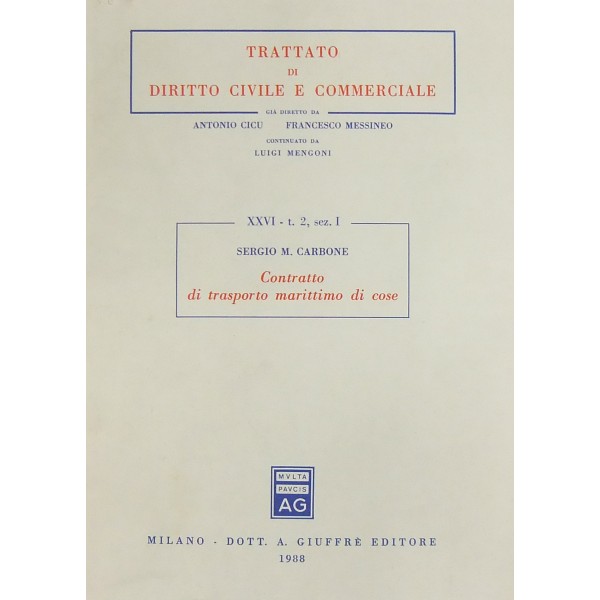 TRATTATO
DI
DIRITTO CIVILE E COMMERCIALE
GIÀ DIRETTO DA
ANTONIO CICU FRANCESCO MESSINEO
CONTINUATO DA
LUIGI MENGONI
XXVI - t. 2, sez. I
SERGIO M. CARBONE
Contratto
di trasporto marittimo di cose
MVLTA
PAVCIS
AG
MILANO - DOTT. A. GIUFFRÈ EDITORE
1988